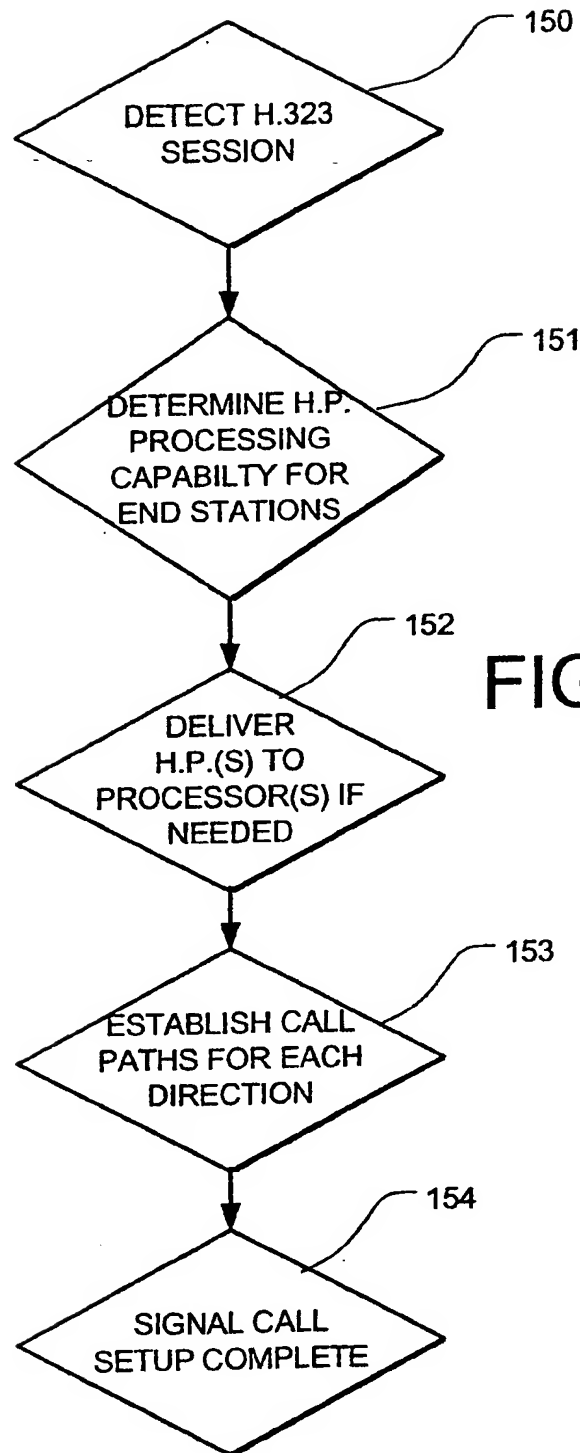 150
DETECT H.323
SESSION
151
DETERMINE H.P.
PROCESSING
CAPABILTY FOR
END STATIONS
152
DELIVER
H.P.(S) TO
PROCESSOR(S) IF
NEEDED
FIG
153
ESTABLISH CALL
PATHS FOR EACH
DIRECTION
154
SIGNAL CALL
SETUP COMPLETE